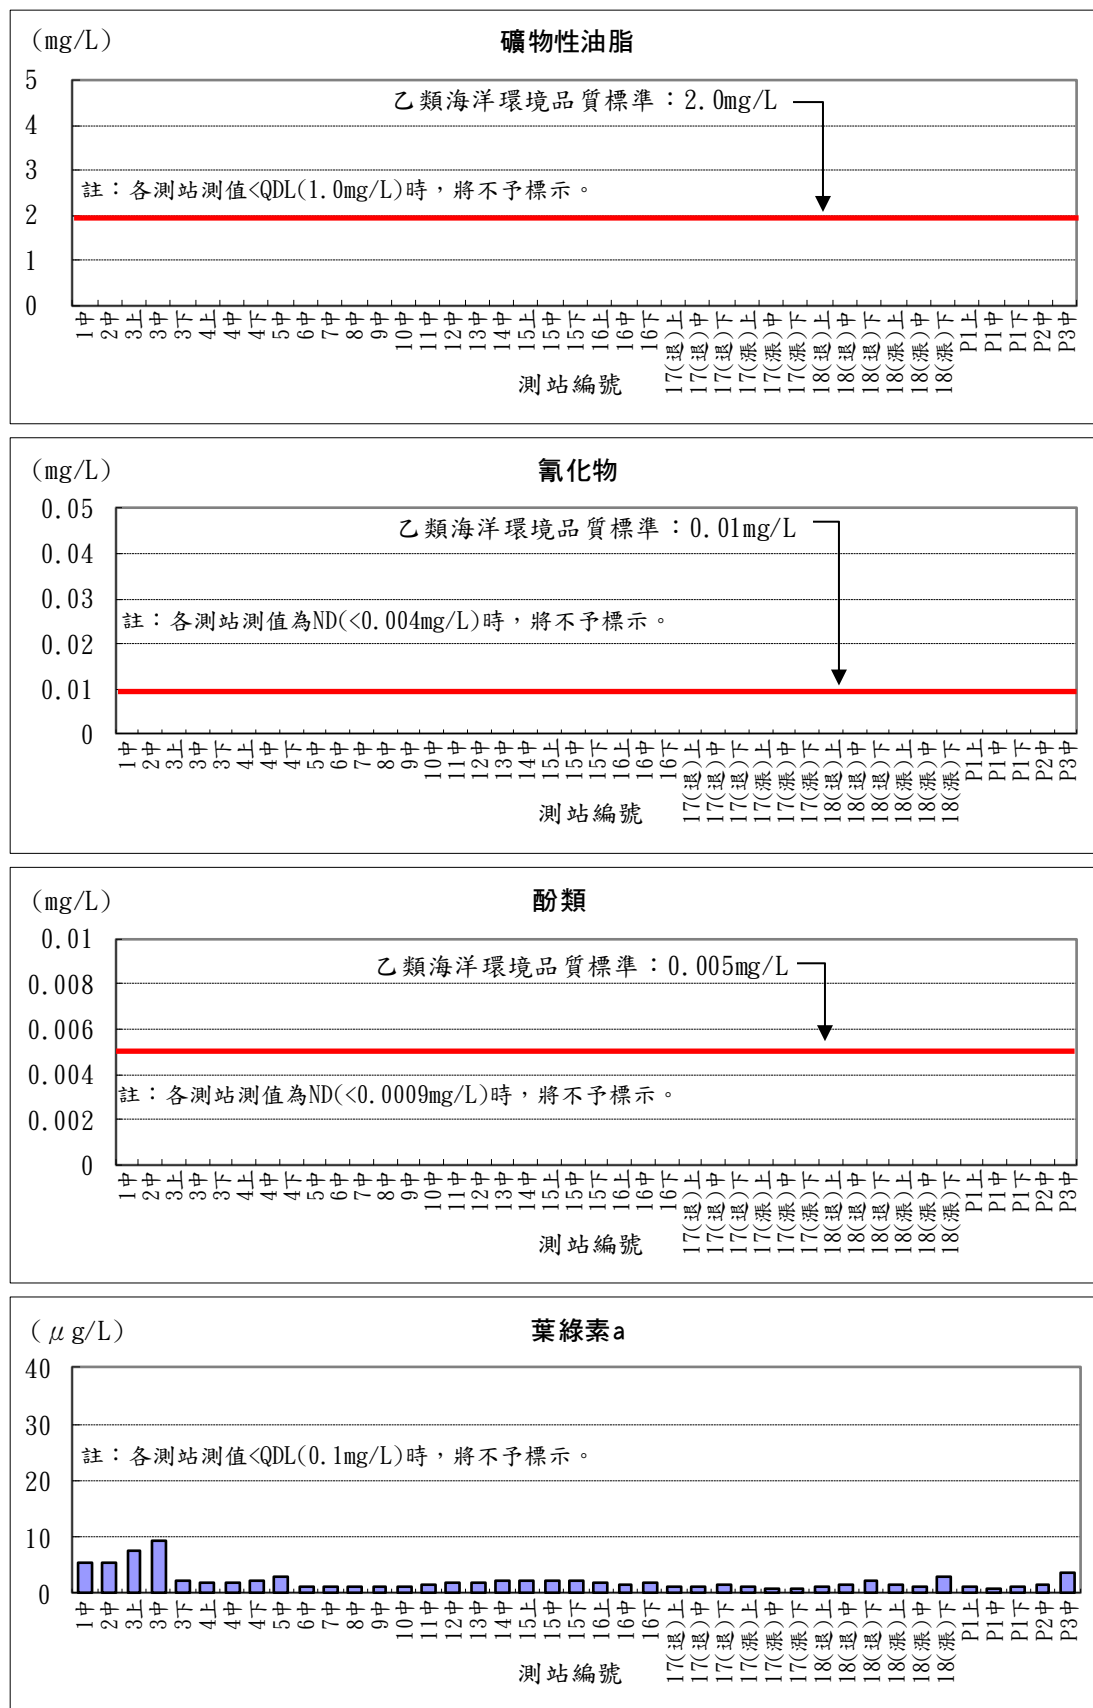 (mg/L)
礦物性油脂
5
乙類海洋環境品質標準：2.0mg/L
4
3
註：各測站測值<QDL(1.0mg/L)時，將不予標示。
2
1
0
1中 2中 3上 3中 3下 4上 4中 4下 5中 6中 7中 8中 9中 10中 11中 12中 13中 14中 15上 15中 15下 16上 16中 16下 17(退)上 17(退)中 17(退)下 17(漲)上 17(漲)中 17(漲)下 18(退)上 18(退)中 18(退)下 18(漲)上 18(漲)中 18(漲)下 P1上 P1中 P1下 P2中 P3中
測站編號
(mg/L)
氰化物
0.05
乙類海洋環境品質標準：0.01mg/L
0.04
0.03
註：各測站測值為ND(<0.004mg/L)時，將不予標示。
0.02
0.01
0
1中 2中 3上 3中 3下 4上 4中 4下 5中 6中 7中 8中 9中 10中 11中 12中 13中 14中 15上 15中 15下 16上 16中 16下 17(退)上 17(退)中 17(退)下 17(漲)上 17(漲)中 17(漲)下 18(退)上 18(退)中 18(退)下 18(漲)上 18(漲)中 18(漲)下 P1上 P1中 P1下 P2中 P3中
測站編號
(mg/L)
酚類
0.01
乙類海洋環境品質標準：0.005mg/L
0.008
0.006
0.004
註：各測站測值為ND(<0.0009mg/L)時，將不予標示。
0.002
0
1中 2中 3上 3中 3下 4上 4中 4下 5中 6中 7中 8中 9中 10中 11中 12中 13中 14中 15上 15中 15下 16上 16中 16下 17(退)上 17(退)中 17(退)下 17(漲)上 17(漲)中 17(漲)下 18(退)上 18(退)中 18(退)下 18(漲)上 18(漲)中 18(漲)下 P1上 P1中 P1下 P2中 P3中
測站編號
(μg/L)
葉綠素a
40
30
註：各測站測值<QDL(0.1mg/L)時，將不予標示。
20
10
0
1中 2中 3上 3中 3下 4上 4中 4下 5中 6中 7中 8中 9中 10中 11中 12中 13中 14中 15上 15中 15下 16上 16中 16下 17(退)上 17(退)中 17(退)下 17(漲)上 17(漲)中 17(漲)下 18(退)上 18(退)中 18(退)下 18(漲)上 18(漲)中 18(漲)下 P1上 P1中 P1下 P2中 P3中
測站編號